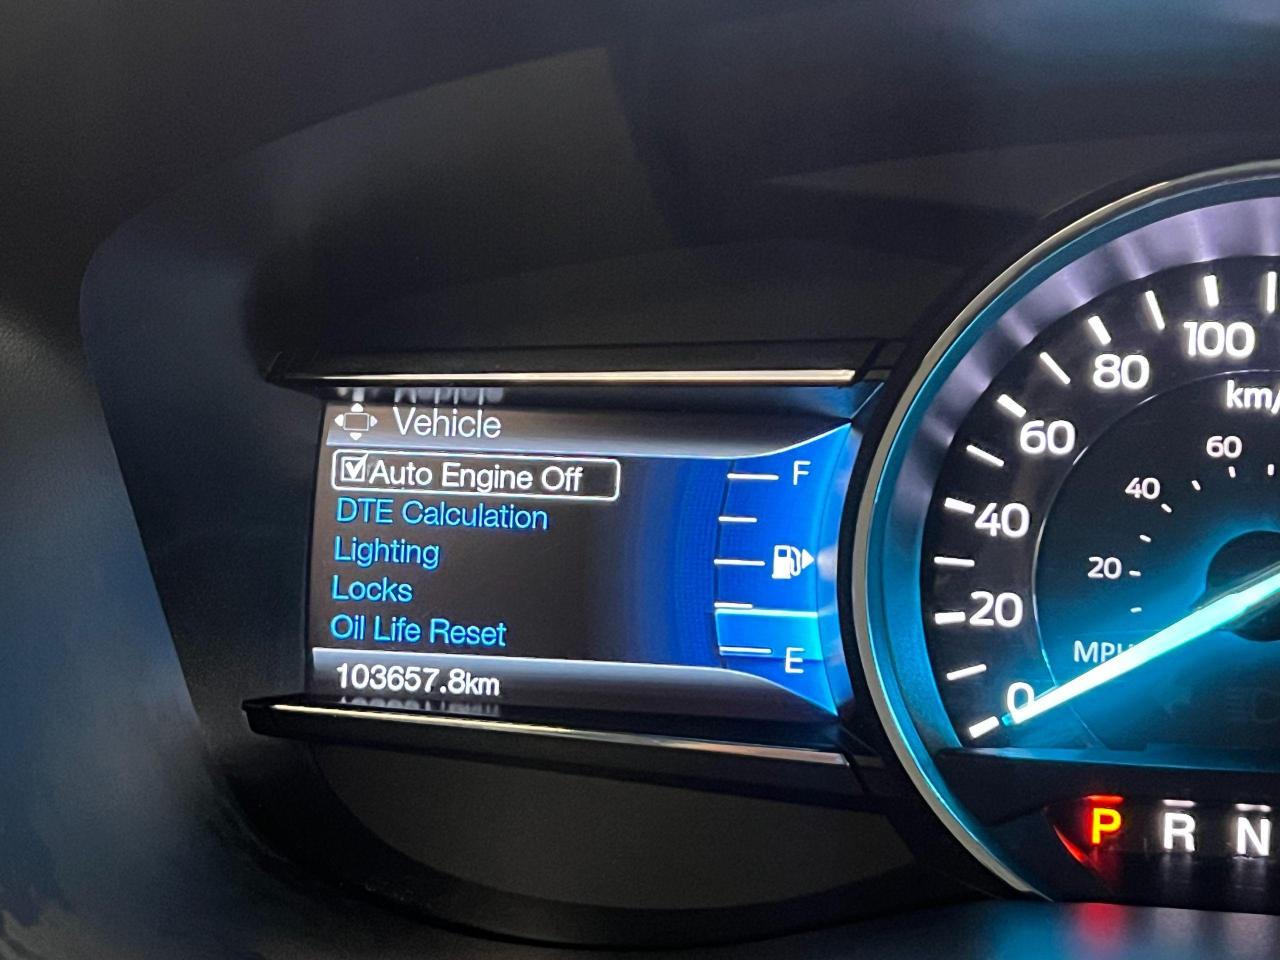 Vehicle
Auto Engine Off
DTE Calculation
Lighting
Locks
Oil Life Reset
103657.8km
F
E
100
80
60
40
20
0
km/
60
40
20
MPH
P R N